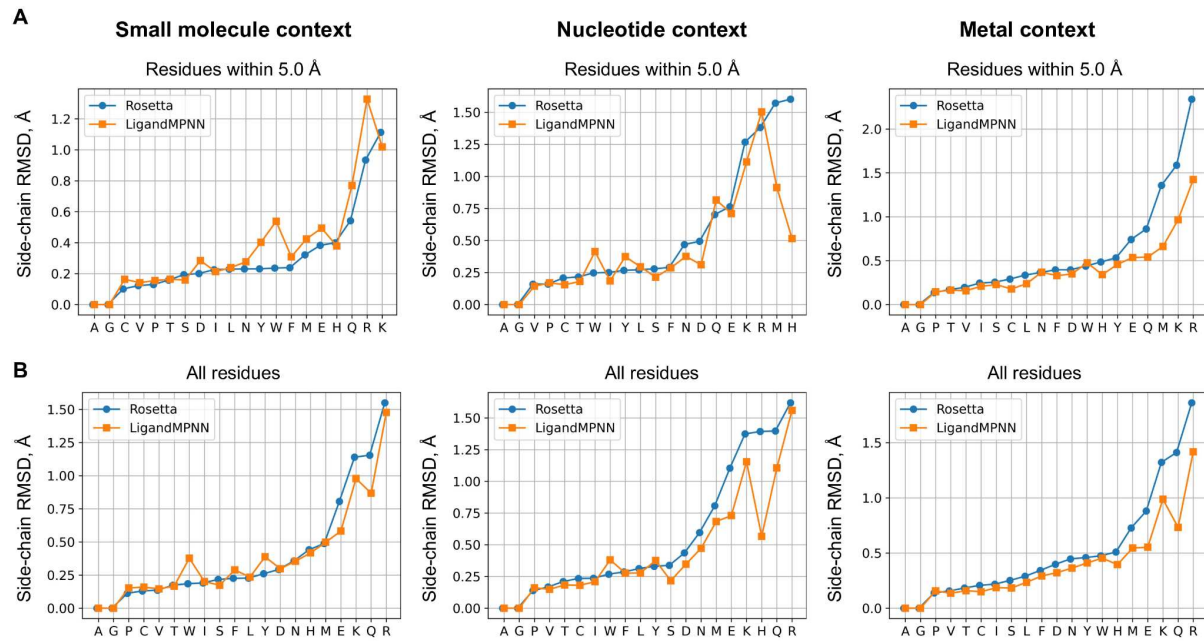 A
Small molecule context
Nucleotide context
Metal context
Residues within 5.0 Å
Residues within 5.0 Å
Residues within 5.0 Å
Side-chain RMSD, Å
1.2
1.0
0.8
0.6
0.4
0.2
0.0
Rosetta
LigandMPNN
A G C V P T S D I L N Y W F M E H Q R K
Side-chain RMSD, Å
1.50
1.25
1.00
0.75
0.50
0.25
0.00
Rosetta
LigandMPNN
A G V P C T W I Y L S F N D Q E K R M H
Side-chain RMSD, Å
2.0
1.5
1.0
0.5
0.0
Rosetta
LigandMPNN
A G P T V I S C L N F D W H Y E Q M K R
B
All residues
All residues
All residues
Side-chain RMSD, Å
1.50
1.25
1.00
0.75
0.50
0.25
0.00
Rosetta
LigandMPNN
A G P C V T W I S F L Y D N H M E K Q R
Side-chain RMSD, Å
1.50
1.25
1.00
0.75
0.50
0.25
0.00
Rosetta
LigandMPNN
A G P V T C I W F L Y S D N M E K H Q R
Side-chain RMSD, Å
1.5
1.0
0.5
0.0
Rosetta
LigandMPNN
A G P V T C I S L F D N Y W H M E K Q R